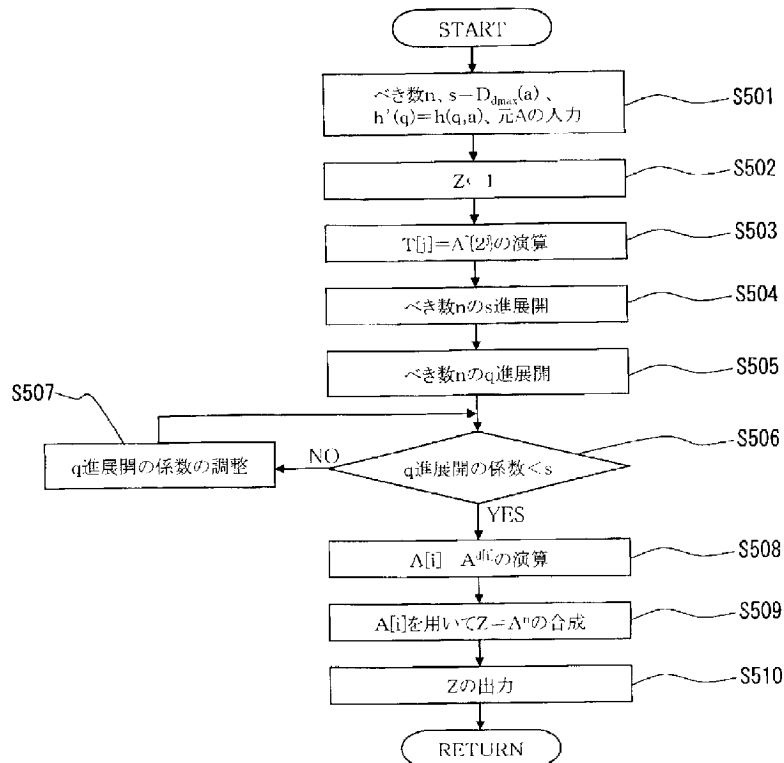 START
べき数n、s=D_dmax(a)、
h'(q)=h(q,a)、元Aの入力
S501
Z←1
S502
T[j]=A^{2^j}の演算
S503
べき数nのs進展開
S504
べき数nのq進展開
S505
S507
q進展開の係数の調整
NO
q進展開の係数<s
S506
YES
A[i] A^d[i]の演算
S508
A[i]を用いてZ=A^nの合成
S509
Zの出力
S510
RETURN